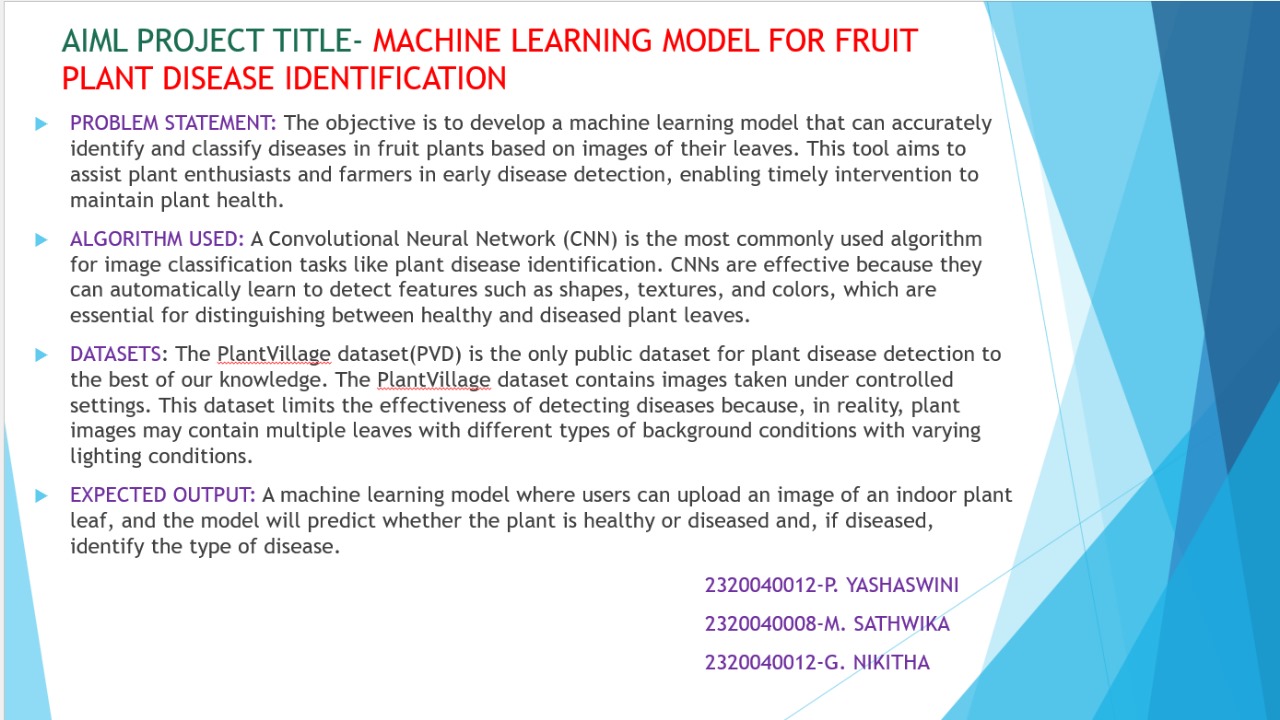 AIML PROJECT TITLE- MACHINE LEARNING MODEL FOR FRUIT
PLANT DISEASE IDENTIFICATION
PROBLEM STATEMENT: The objective is to develop a machine learning model that can accurately
identify and classify diseases in fruit plants based on images of their leaves. This tool aims to
assist plant enthusiasts and farmers in early disease detection, enabling timely intervention to
maintain plant health.
ALGORITHM USED: A Convolutional Neural Network (CNN) is the most commonly used algorithm
for image classification tasks like plant disease identification. CNNs are effective because they
can automatically learn to detect features such as shapes, textures, and colors, which are
essential for distinguishing between healthy and diseased plant leaves.
DATASETS: The PlantVillage dataset(PVD) is the only public dataset for plant disease detection to
the best of our knowledge. The PlantVillage dataset contains images taken under controlled
settings. This dataset limits the effectiveness of detecting diseases because, in reality, plant
images may contain multiple leaves with different types of background conditions with varying
lighting conditions.
EXPECTED OUTPUT: A machine learning model where users can upload an image of an indoor plant
leaf, and the model will predict whether the plant is healthy or diseased and, if diseased,
identify the type of disease.
2320040012-P. YASHASWINI
2320040008-M. SATHWIKA
2320040012-G. NIKITHA